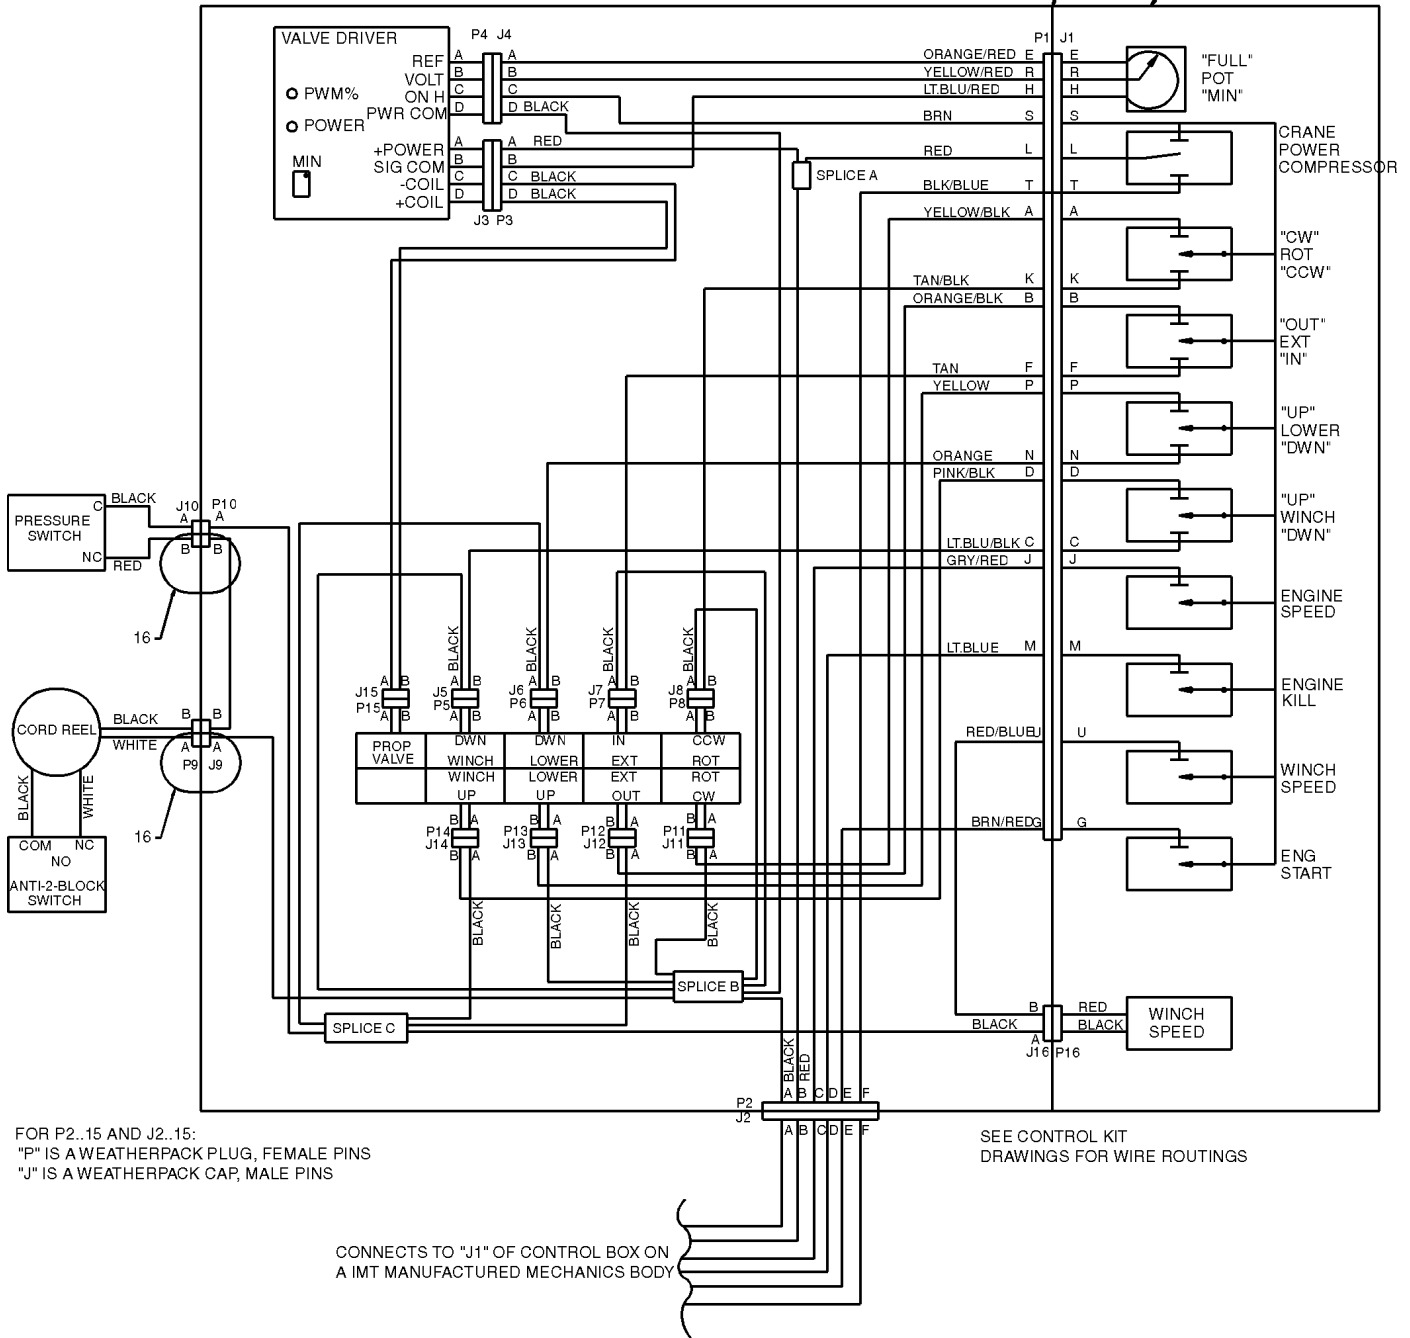 VALVE DRIVER
REF
VOLT
ON H
PWR COM
PWM%
POWER
MIN
+POWER
SIG COM
-COIL
+COIL
P4 J4
A A
B B
C C
D D BLACK
A A RED
B B
C C BLACK
D D BLACK
J3 P3
P1 J1
ORANGE/RED E E
YELLOW/RED R R
LT.BLU/RED H H
BRN S S
RED L L
BLK/BLUE T T
YELLOW/BLK A A
TAN/BLK K K
ORANGE/BLK B B
TAN F F
YELLOW P P
ORANGE N N
PINK/BLK D D
LT.BLU/BLK C C
GRY/RED J J
LT.BLUE M M
RED/BLUE U U
BRN/RED G G
"FULL"
POT
"MIN"
CRANE
POWER
COMPRESSOR
"CW"
ROT
"CCW"
"OUT"
EXT
"IN"
"UP"
LOWER
"DWN"
"UP"
WINCH
"DWN"
ENGINE
SPEED
ENGINE
KILL
WINCH
SPEED
ENG
START
SPLICE A
PRESSURE
SWITCH
C
NC
BLACK
RED
J10 P10
A A
B B
16
CORD REEL
BLACK
WHITE
B B
A A
P9 J9
16
BLACK
WHITE
COM NC
NO
ANTI-2-BLOCK
SWITCH
BLACK
BLACK
BLACK
BLACK
A B A B A B A B A B
J15 J5 J6 J7 J8
P15 P5 P6 P7 P8
A B A B A B A B A B
PROP
VALVE
DWN DWN IN CCW
WINCH LOWER EXT ROT
WINCH LOWER EXT ROT
UP UP OUT CW
B A B A B A B A
P14 P13 P12 P11
J14 J13 J12 J11
B A B A B A B A
BLACK
BLACK
BLACK
BLACK
SPLICE B
SPLICE C
B RED
BLACK BLACK
A
J16 P16
WINCH
SPEED
BLACK
RED
A B C D E F
P2
J2
A B C D E F
FOR P2..15 AND J2..15:
"P" IS A WEATHERPACK PLUG, FEMALE PINS
"J" IS A WEATHERPACK CAP, MALE PINS
SEE CONTROL KIT
DRAWINGS FOR WIRE ROUTINGS
CONNECTS TO "J1" OF CONTROL BOX ON
A IMT MANUFACTURED MECHANICS BODY